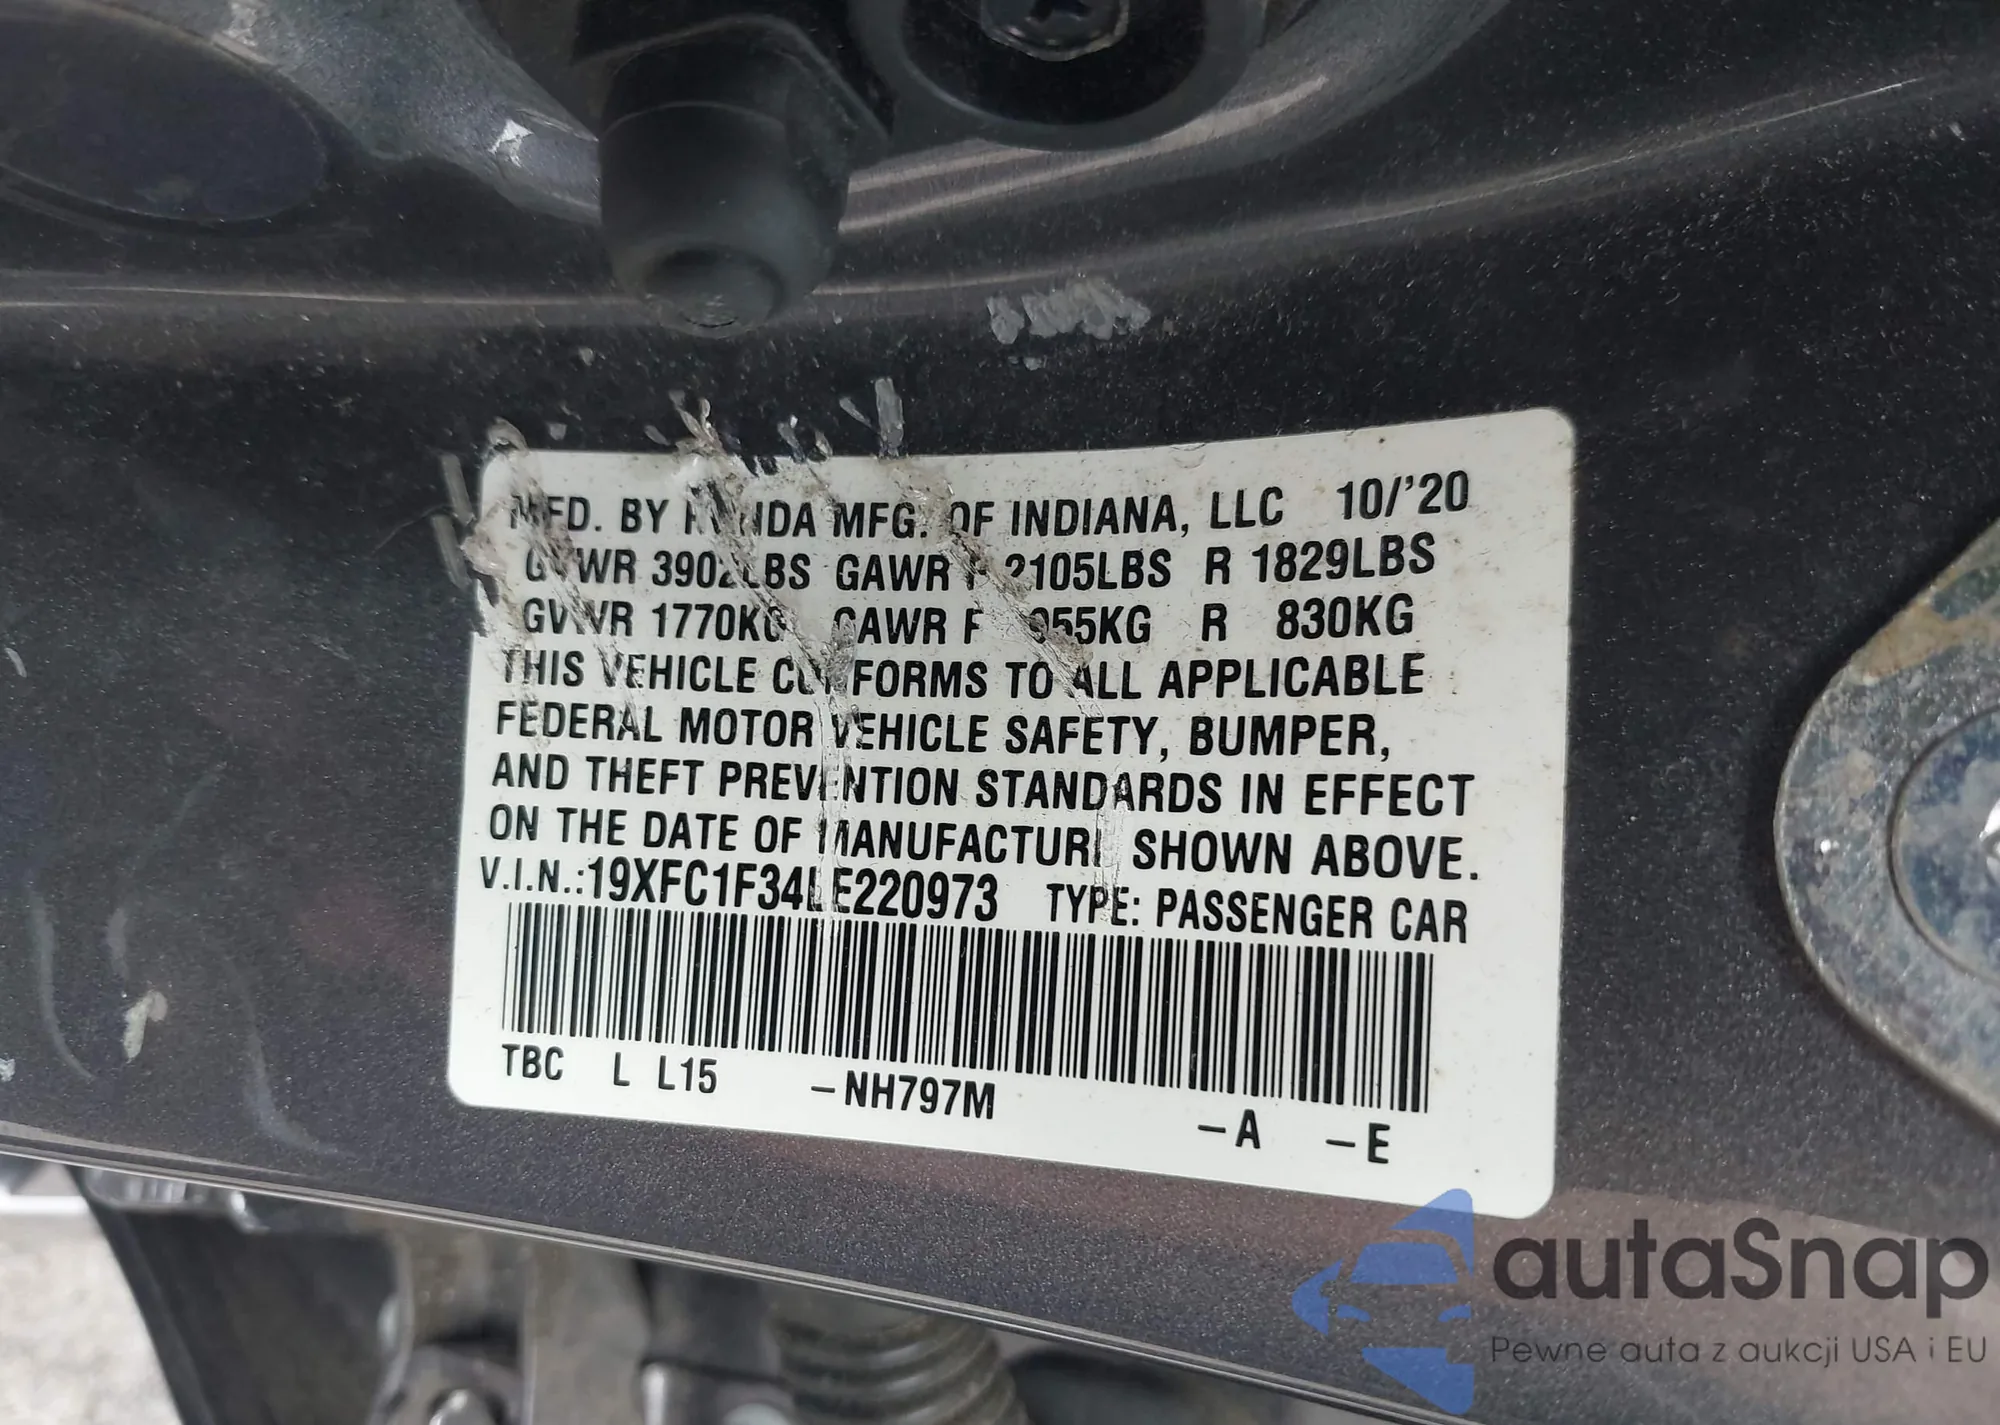 MFD. BY HONDA MFG. OF INDIANA, LLC 10/'20
GVWR 3902LBS GAWR F 2105LBS R 1829LBS
GVWR 1770KG GAWR F 955KG R 830KG
THIS VEHICLE CONFORMS TO ALL APPLICABLE
FEDERAL MOTOR VEHICLE SAFETY, BUMPER,
AND THEFT PREVENTION STANDARDS IN EFFECT
ON THE DATE OF MANUFACTURE SHOWN ABOVE.
V.I.N.:19XFC1F34LE220973 TYPE: PASSENGER CAR
TBC L L15 –NH797M –A –E
autaSnap
Pewne auta z aukcji USA i EU